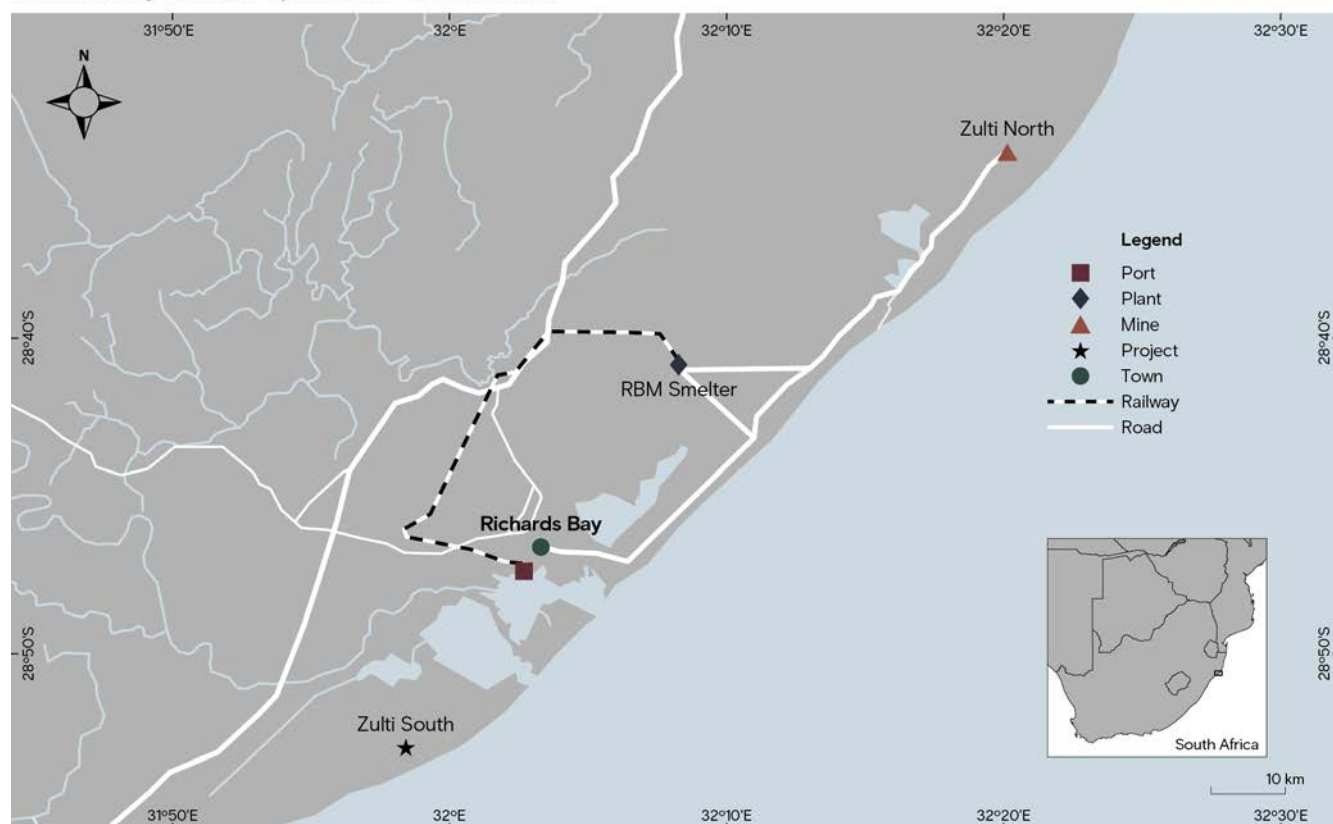 31°50'E 32°E 32°10'E 32°20'E 32°30'E
N
Zulti North
Legend
Port
Plant
Mine
Project
Town
Railway
Road
28°40'S 28°40'S
RBM Smelter
Richards Bay
28°50'S 28°50'S
Zulti South
South Africa
10 km
31°50'E 32°E 32°10'E 32°20'E 32°30'E